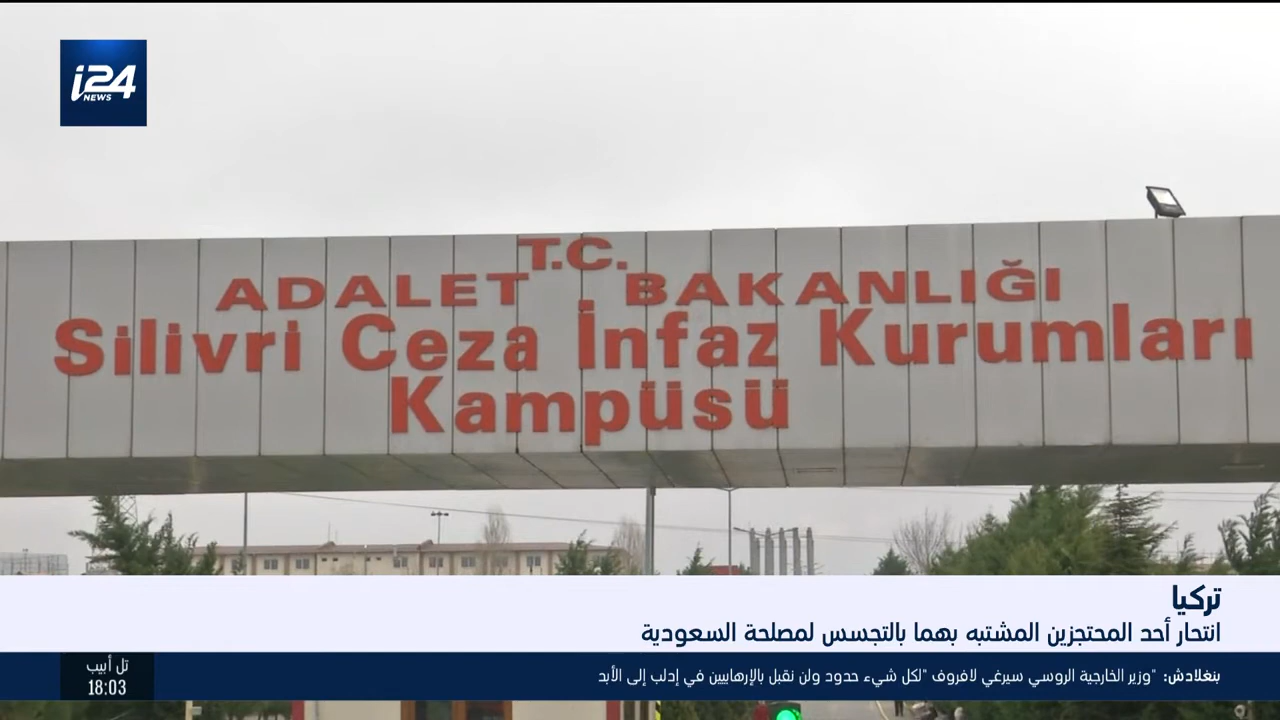 i24
NEWS
T.C.
ADALET BAKANLIĞI
Silivri Ceza İnfaz Kurumları
Kampüsü
تركيا
انتحار أحد المحتجزين المشتبه بهما بالتجسس لمصلحة السعودية
تل أبيب
18:03
بنغلادش: "وزير الخارجية الروسي سيرغي لافروف "لكل شيء حدود ولن نقبل بالإرهابيين في إدلب إلى الأبد